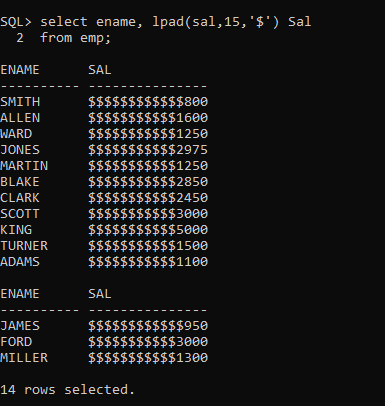 SQL> select ename, lpad(sal,15,'$') Sal
  2  from emp;
ENAME      SAL
---------- ---------------
SMITH      $$$$$$$$$$$$800
ALLEN      $$$$$$$$$$$1600
WARD       $$$$$$$$$$$1250
JONES      $$$$$$$$$$$2975
MARTIN     $$$$$$$$$$$1250
BLAKE      $$$$$$$$$$$2850
CLARK      $$$$$$$$$$$2450
SCOTT      $$$$$$$$$$$3000
KING       $$$$$$$$$$$5000
TURNER     $$$$$$$$$$$1500
ADAMS      $$$$$$$$$$$1100
ENAME      SAL
---------- ---------------
JAMES      $$$$$$$$$$$$950
FORD       $$$$$$$$$$$3000
MILLER     $$$$$$$$$$$1300
14 rows selected.